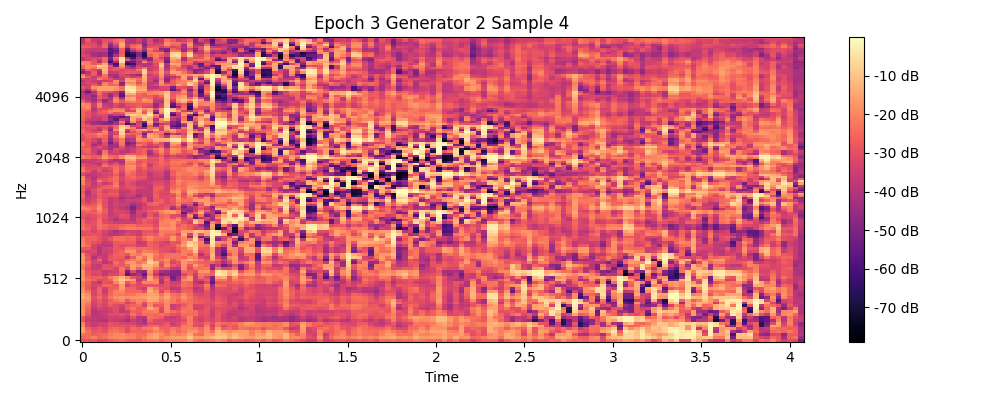 Epoch 3 Generator 2 Sample 4
Hz
4096
2048
1024
512
0
0 0.5 1 1.5 2 2.5 3 3.5 4
Time
-10 dB
-20 dB
-30 dB
-40 dB
-50 dB
-60 dB
-70 dB